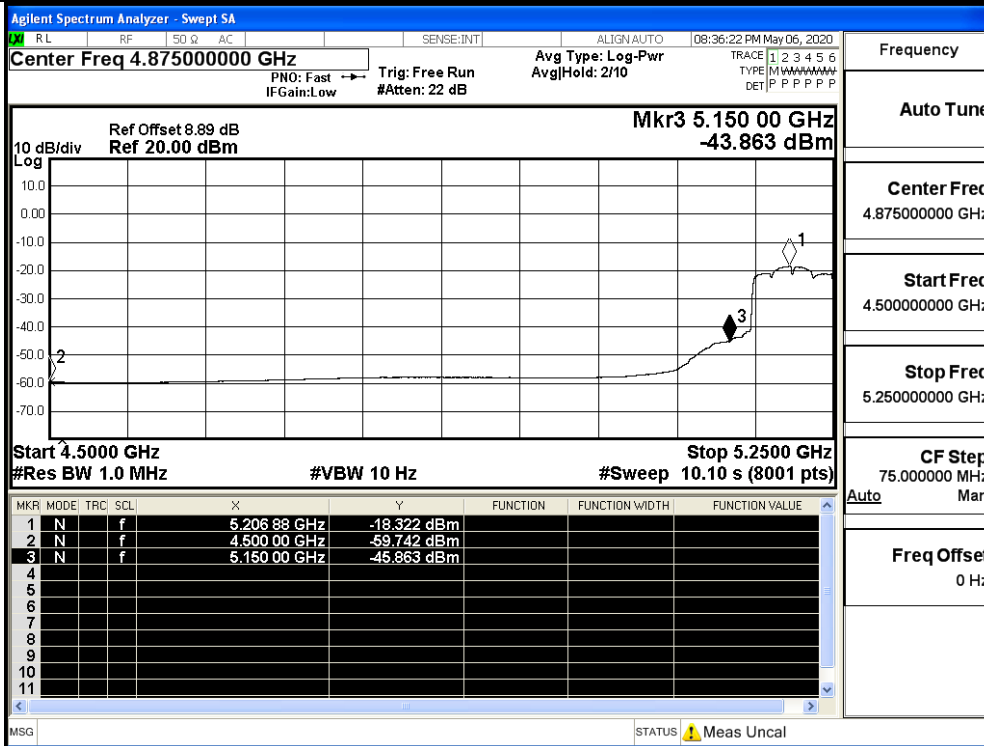 Agilent Spectrum Analyzer - Swept SA
LXI RL RF 50 Ω AC SENSE:INT ALIGN AUTO 08:36:22 PM May 06, 2020
Center Freq 4.875000000 GHz
PNO: Fast
IFGain:Low
Trig: Free Run
#Atten: 22 dB
Avg Type: Log-Pwr
Avg|Hold: 2/10
TRACE 1 2 3 4 5 6
TYPE M WWWWW
DET P P P P P P
Mkr3 5.150 00 GHz
-43.863 dBm
Ref Offset 8.89 dB
10 dB/div Ref 20.00 dBm
Log
10.0
0.00
-10.0
-20.0
-30.0
-40.0
-50.0
-60.0
-70.0
1
2
3
Start 4.5000 GHz Stop 5.2500 GHz
#Res BW 1.0 MHz #VBW 10 Hz #Sweep 10.10 s (8001 pts)
MKR MODE TRC SCL X Y FUNCTION FUNCTION WIDTH FUNCTION VALUE
1 N f 5.206 88 GHz -18.322 dBm
2 N f 4.500 00 GHz -59.742 dBm
3 N f 5.150 00 GHz -45.863 dBm
4
5
6
7
8
9
10
11
MSG STATUS Meas Uncal
Frequency
Auto Tune
Center Freq
4.875000000 GHz
Start Freq
4.500000000 GHz
Stop Freq
5.250000000 GHz
CF Step
75.000000 MHz
Auto Man
Freq Offset
0 Hz